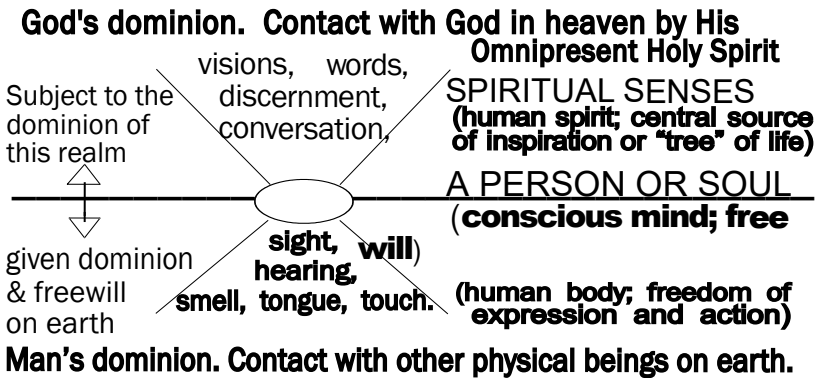 God's dominion. Contact with God in heaven by His
Omnipresent Holy Spirit
visions, words,
discernment,
conversation,
SPIRITUAL SENSES
(human spirit; central source
of inspiration or “tree” of life)
Subject to the
dominion of
this realm
A PERSON OR SOUL
(conscious mind; free
will)
sight,
hearing,
smell, tongue, touch.
given dominion
& freewill
on earth
(human body; freedom of
expression and action)
Man’s dominion. Contact with other physical beings on earth.